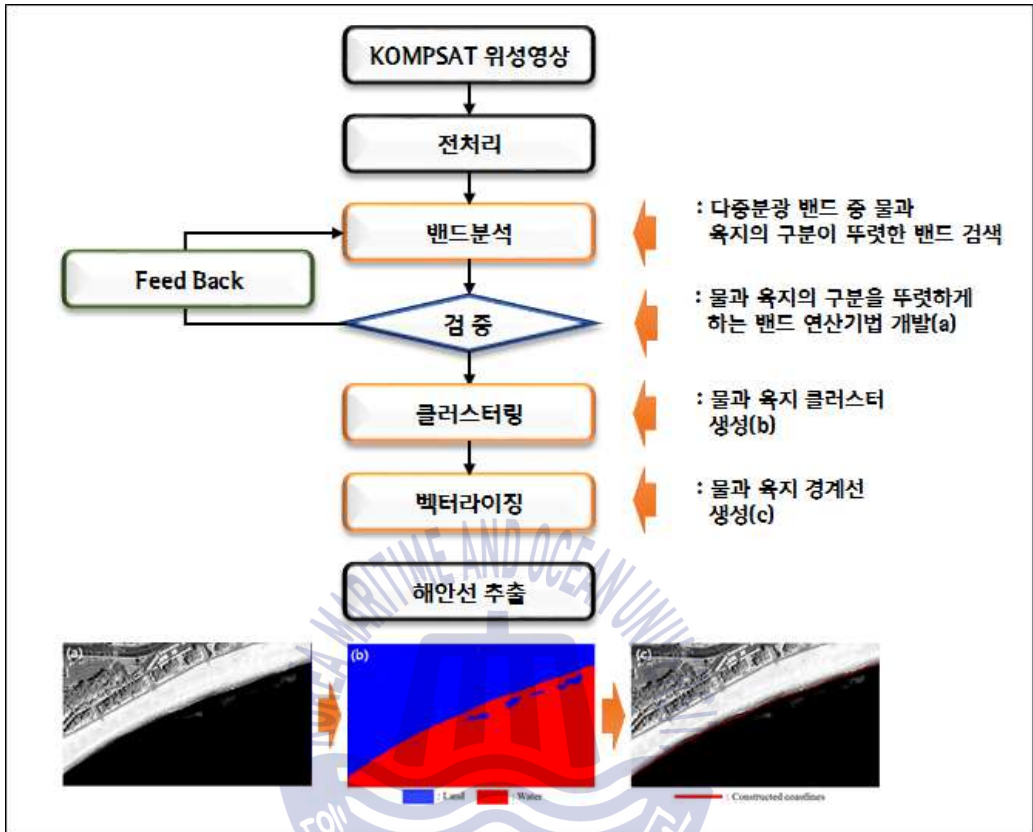 KOMPSAT 위성영상
전처리
밴드분석
: 다중분광 밴드 중 물과
육지의 구분이 뚜렷한 밴드 검색
Feed Back
검 증
: 물과 육지의 구분을 뚜렷하게
하는 밴드 연산기법 개발(a)
클러스터링
: 물과 육지 클러스터
생성(b)
벡터라이징
: 물과 육지 경계선
생성(c)
해안선 추출
(a)
(b)
(c)
: Land
: Water
: Constructed coastlines
MARITIME AND OCEAN